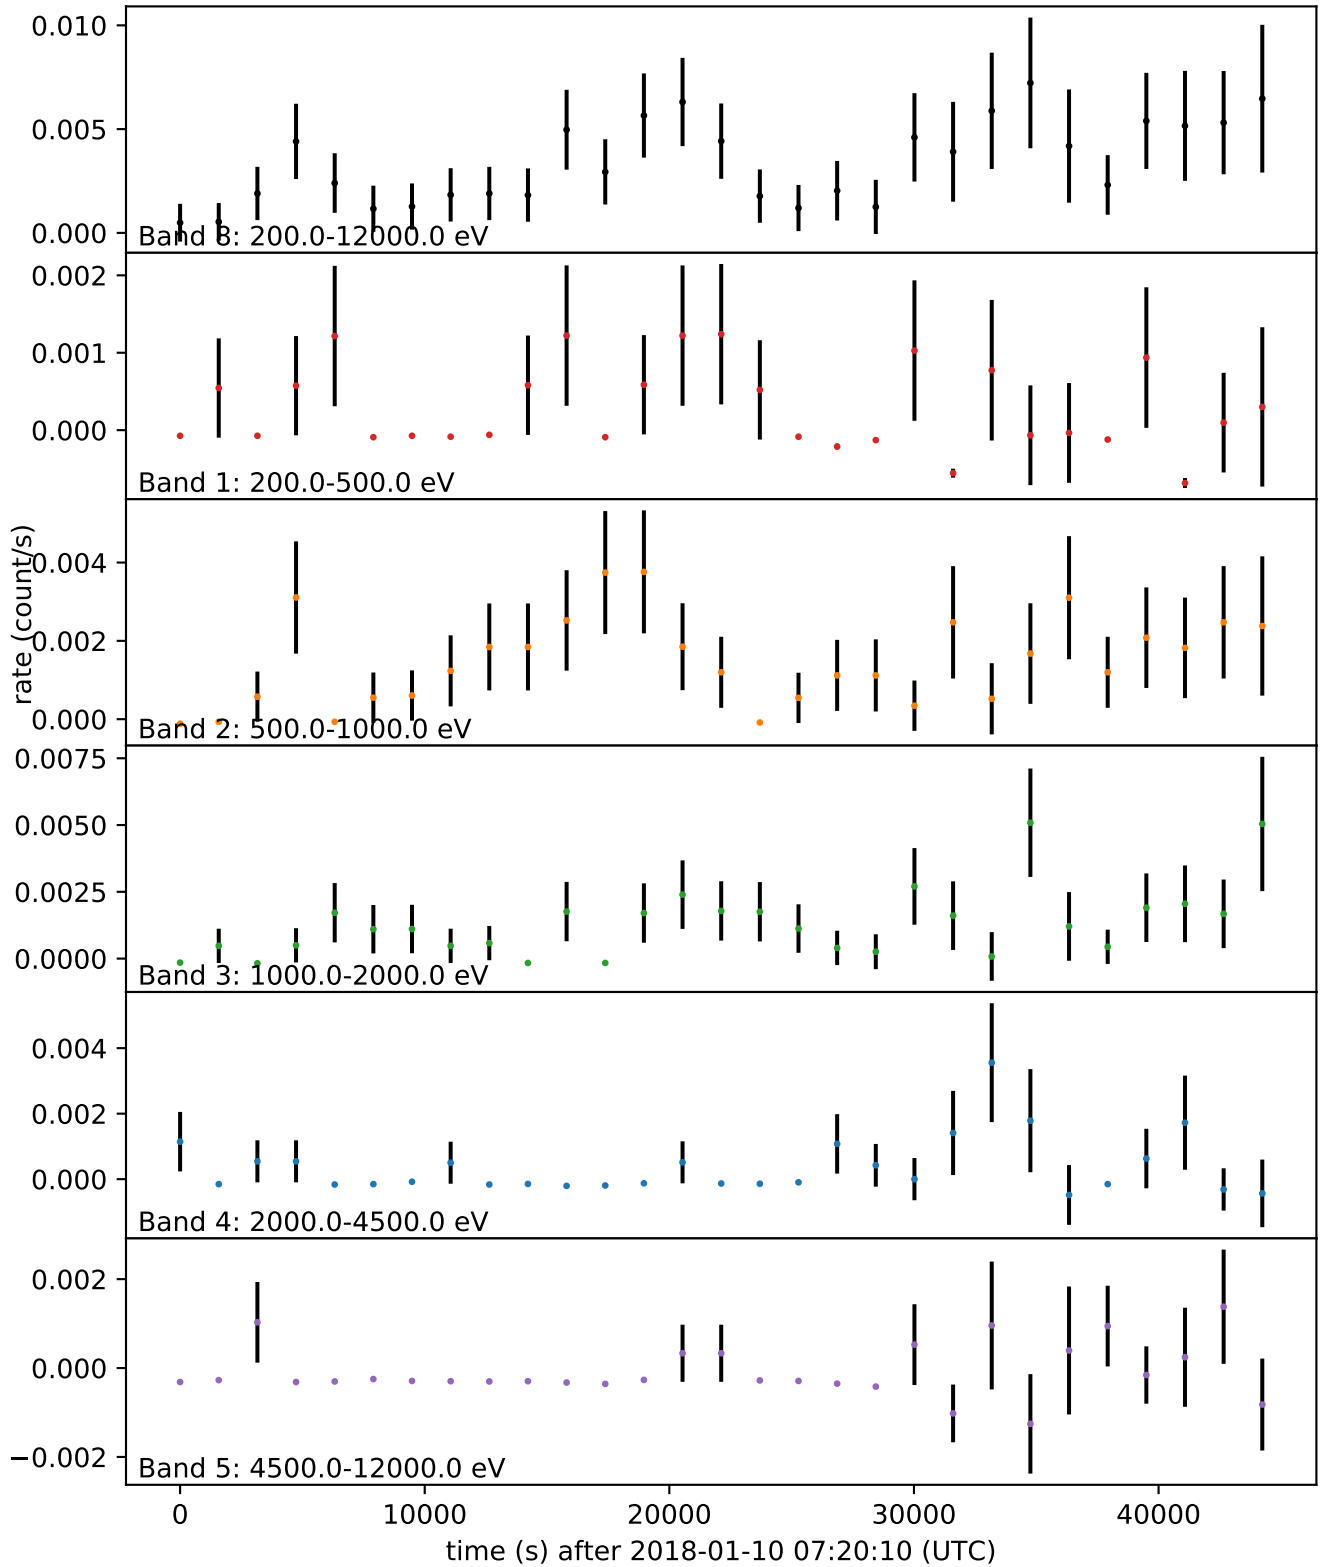 0.010
0.005
0.000
Band 8: 200.0-12000.0 eV
0.002
0.001
0.000
Band 1: 200.0-500.0 eV
rate (count/s)
0.004
0.002
0.000
Band 2: 500.0-1000.0 eV
0.0075
0.0050
0.0025
0.0000
Band 3: 1000.0-2000.0 eV
0.004
0.002
0.000
Band 4: 2000.0-4500.0 eV
0.002
0.000
−0.002
Band 5: 4500.0-12000.0 eV
0 10000 20000 30000 40000
time (s) after 2018-01-10 07:20:10 (UTC)